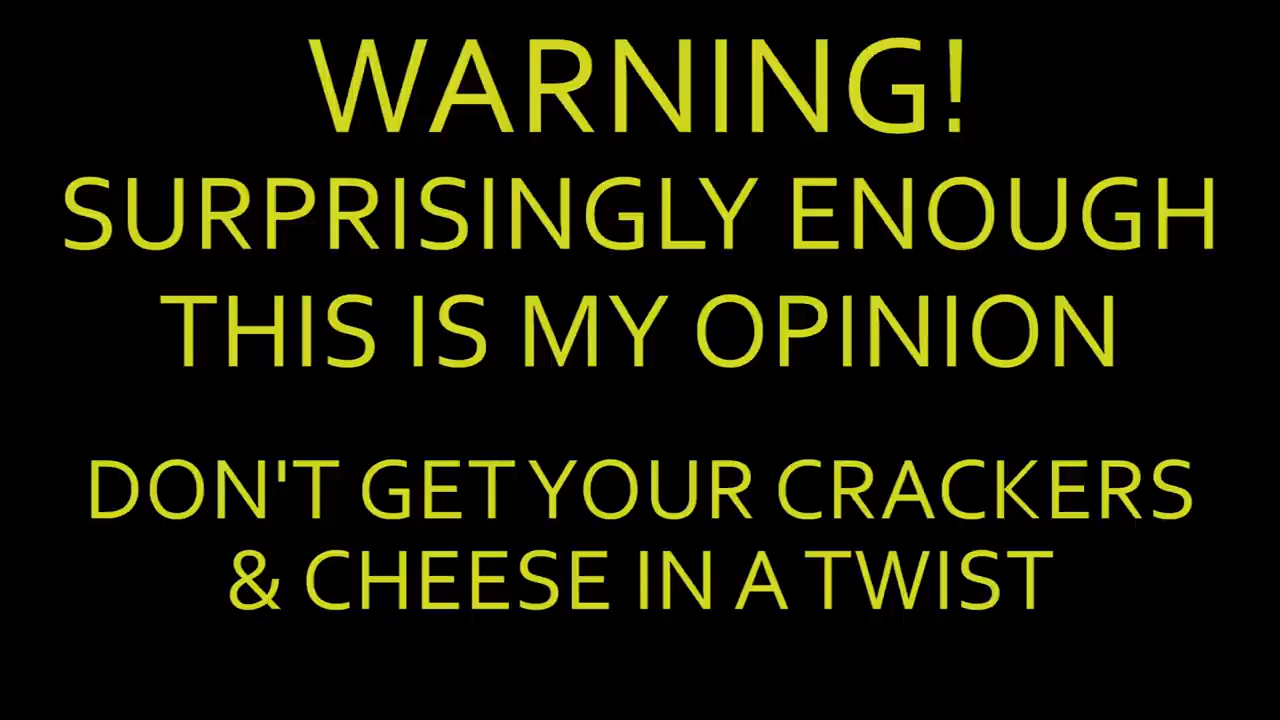 WARNING!
SURPRISINGLY ENOUGH
THIS IS MY OPINION
DON'T GET YOUR CRACKERS
& CHEESE IN A TWIST